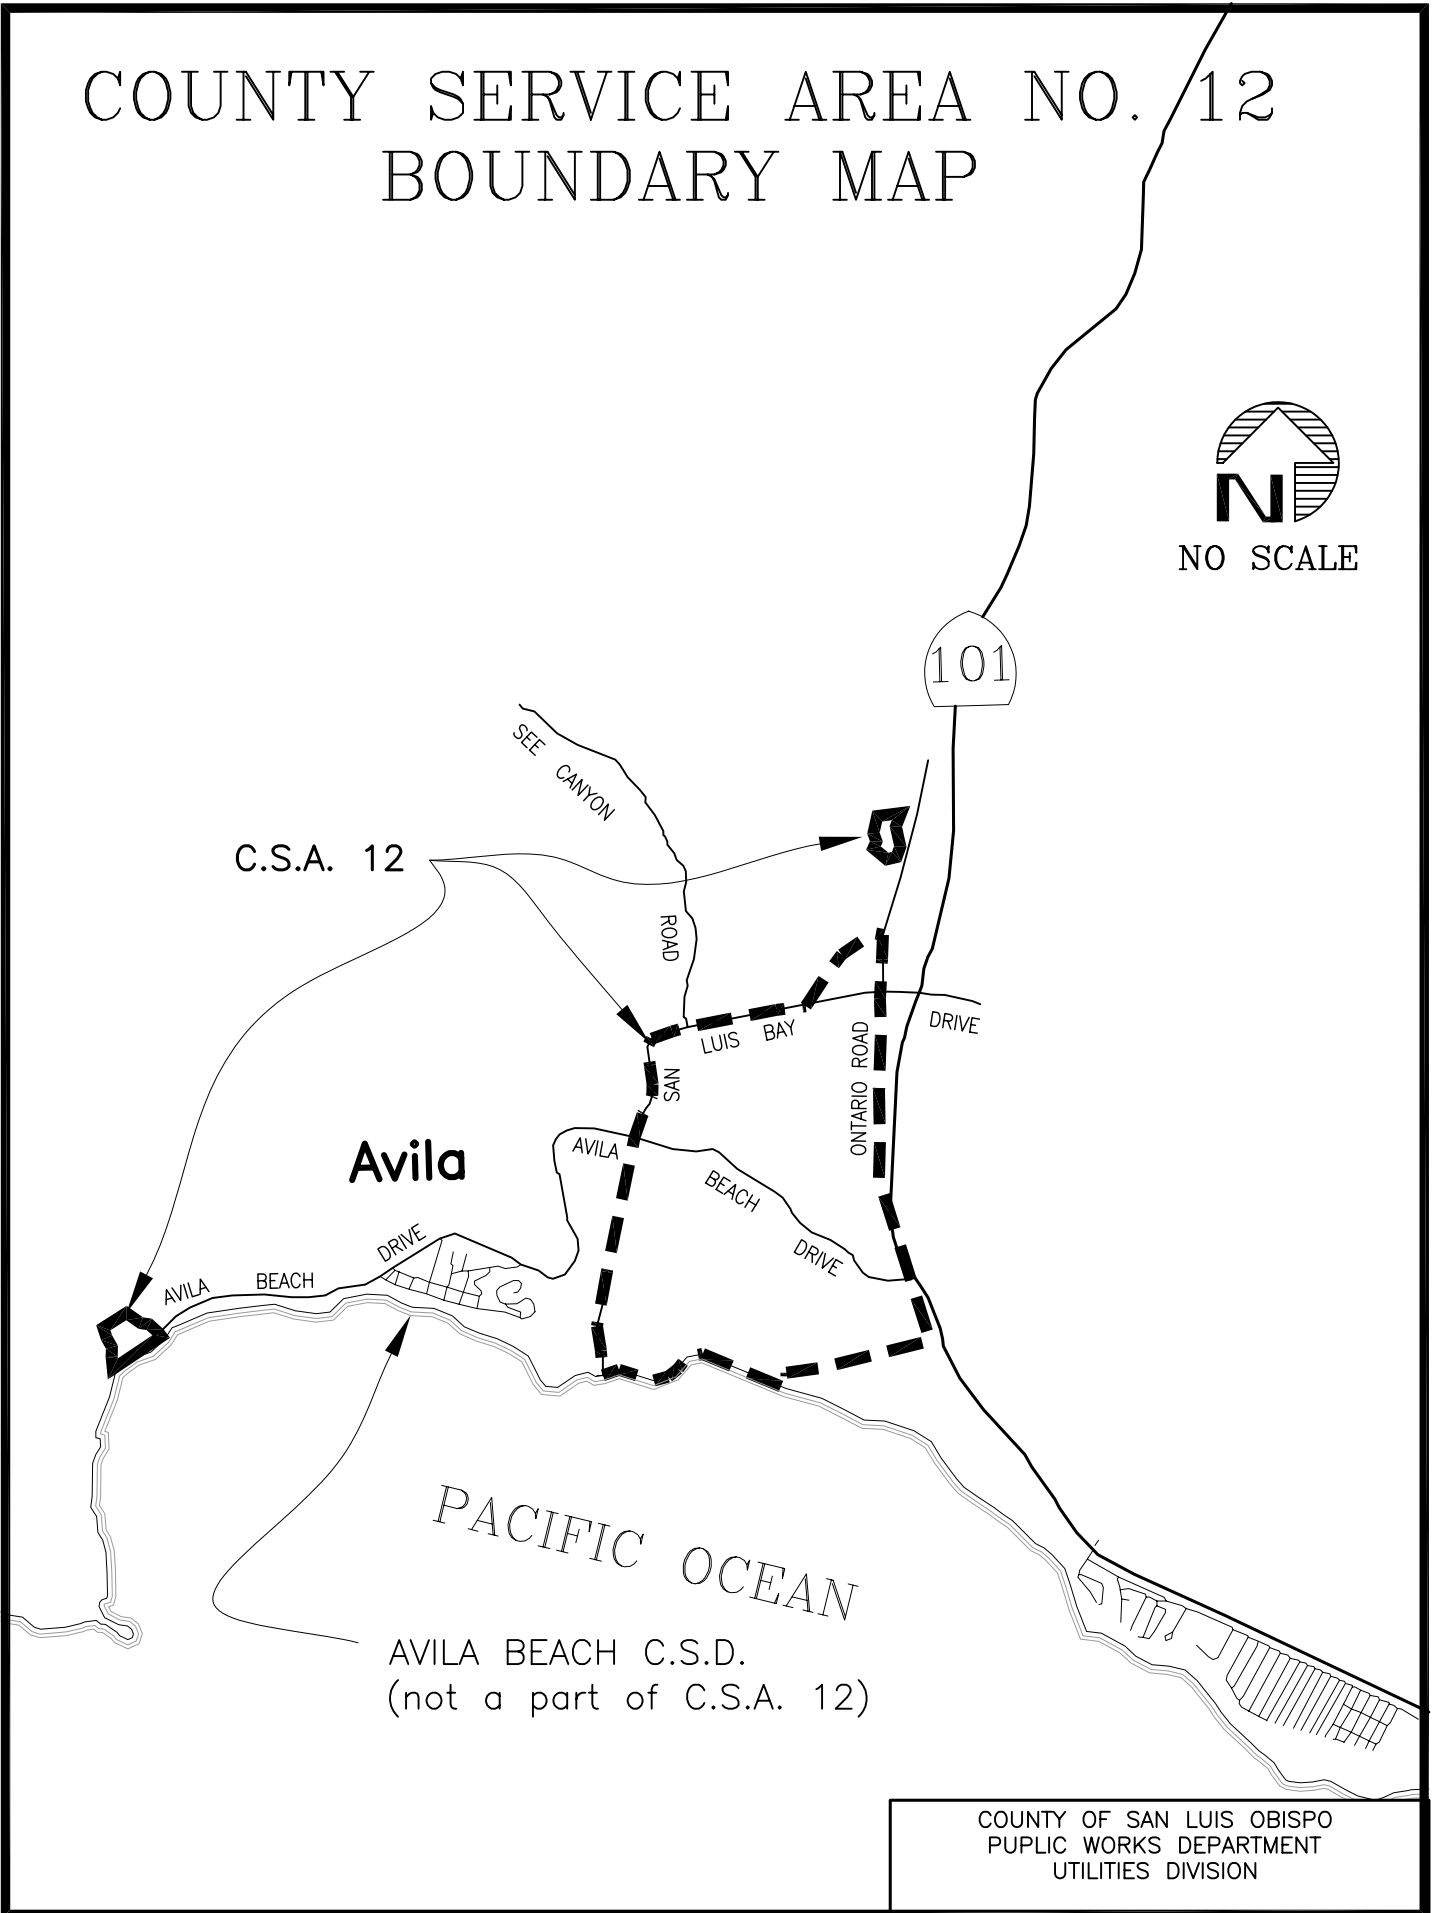 COUNTY SERVICE AREA NO. 12
BOUNDARY MAP
N
NO SCALE
101
SEE CANYON
ROAD
C.S.A. 12
SAN
LUIS BAY
DRIVE
ONTARIO ROAD
Avila
AVILA
BEACH
DRIVE
AVILA
BEACH
DRIVE
PACIFIC OCEAN
AVILA BEACH C.S.D.
(not a part of C.S.A. 12)
COUNTY OF SAN LUIS OBISPO
PUPLIC WORKS DEPARTMENT
UTILITIES DIVISION